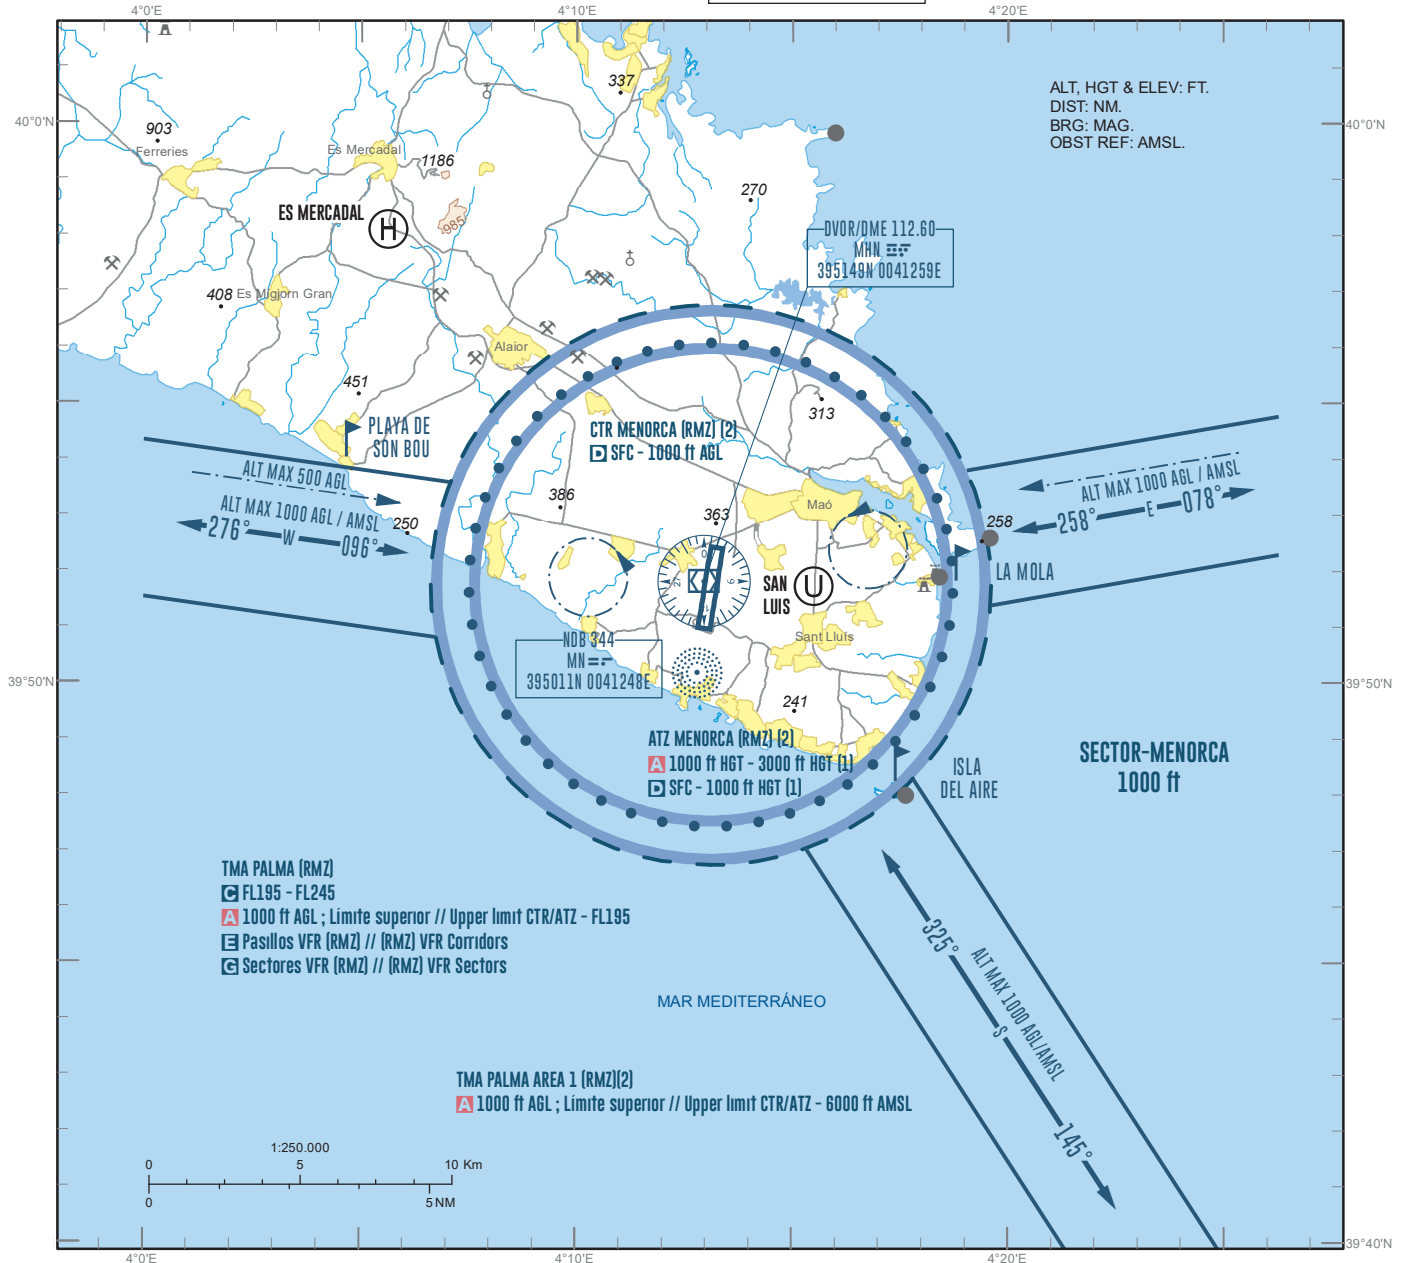 4°0'E
4°10'E
4°20'E
ALT, HGT & ELEV: FT.
DIST: NM.
BRG: MAG.
OBST REF: AMSL.
40°0'N
40°0'N
337
903
Ferreries
Es Mercadal
1186
270
ES MERCADAL
H
985
DVOR/DME 112.60
MHN
395149N 0041259E
408
Es Migjorn Gran
Alaior
451
313
PLAYA DE
SON BOU
CTR MENORCA (RMZ) (2)
D SFC - 1000 ft AGL
ALT MAX 500 AGL
ALT MAX 1000 AGL / AMSL
276° W 096°
250
386
363
Maó
258
ALT MAX 1000 AGL / AMSL
258° E 078°
LA MOLA
SAN
LUIS
U
0
9
27
Sant Lluís
NDB 344
MN
395011N 0041248E
39°50'N
39°50'N
241
ATZ MENORCA (RMZ) (2)
A 1000 ft HGT - 3000 ft HGT (1)
D SFC - 1000 ft HGT (1)
ISLA
DEL AIRE
SECTOR-MENORCA
1000 ft
TMA PALMA (RMZ)
C FL195 - FL245
A 1000 ft AGL ; Límite superior // Upper limit CTR/ATZ - FL195
E Pasillos VFR (RMZ) // (RMZ) VFR Corridors
G Sectores VFR (RMZ) // (RMZ) VFR Sectors
325° S 145°
ALT MAX 1000 AGL/AMSL
MAR MEDITERRÁNEO
TMA PALMA AREA 1 (RMZ)(2)
A 1000 ft AGL ; Límite superior // Upper limit CTR/ATZ - 6000 ft AMSL
1:250.000
0 5 10 Km
0 5 NM
39°40'N
4°0'E
4°10'E
4°20'E